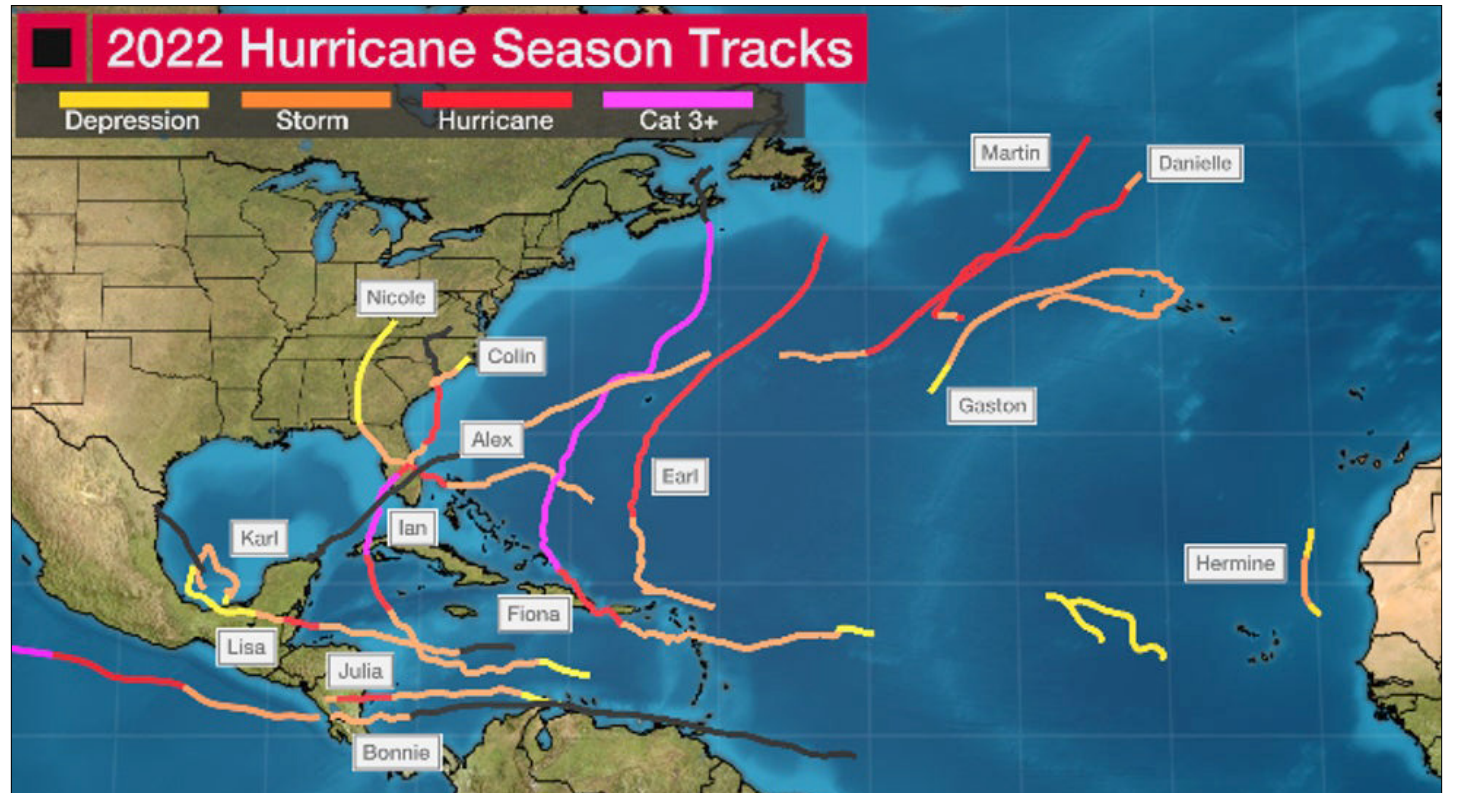 2022 Hurricane Season Tracks
Depression Storm Hurricane Cat 3+
Martin
Danielle
Nicole
Colin
Gaston
Alex
Earl
Ian
Karl
Hermine
Fiona
Lisa
Julia
Bonnie